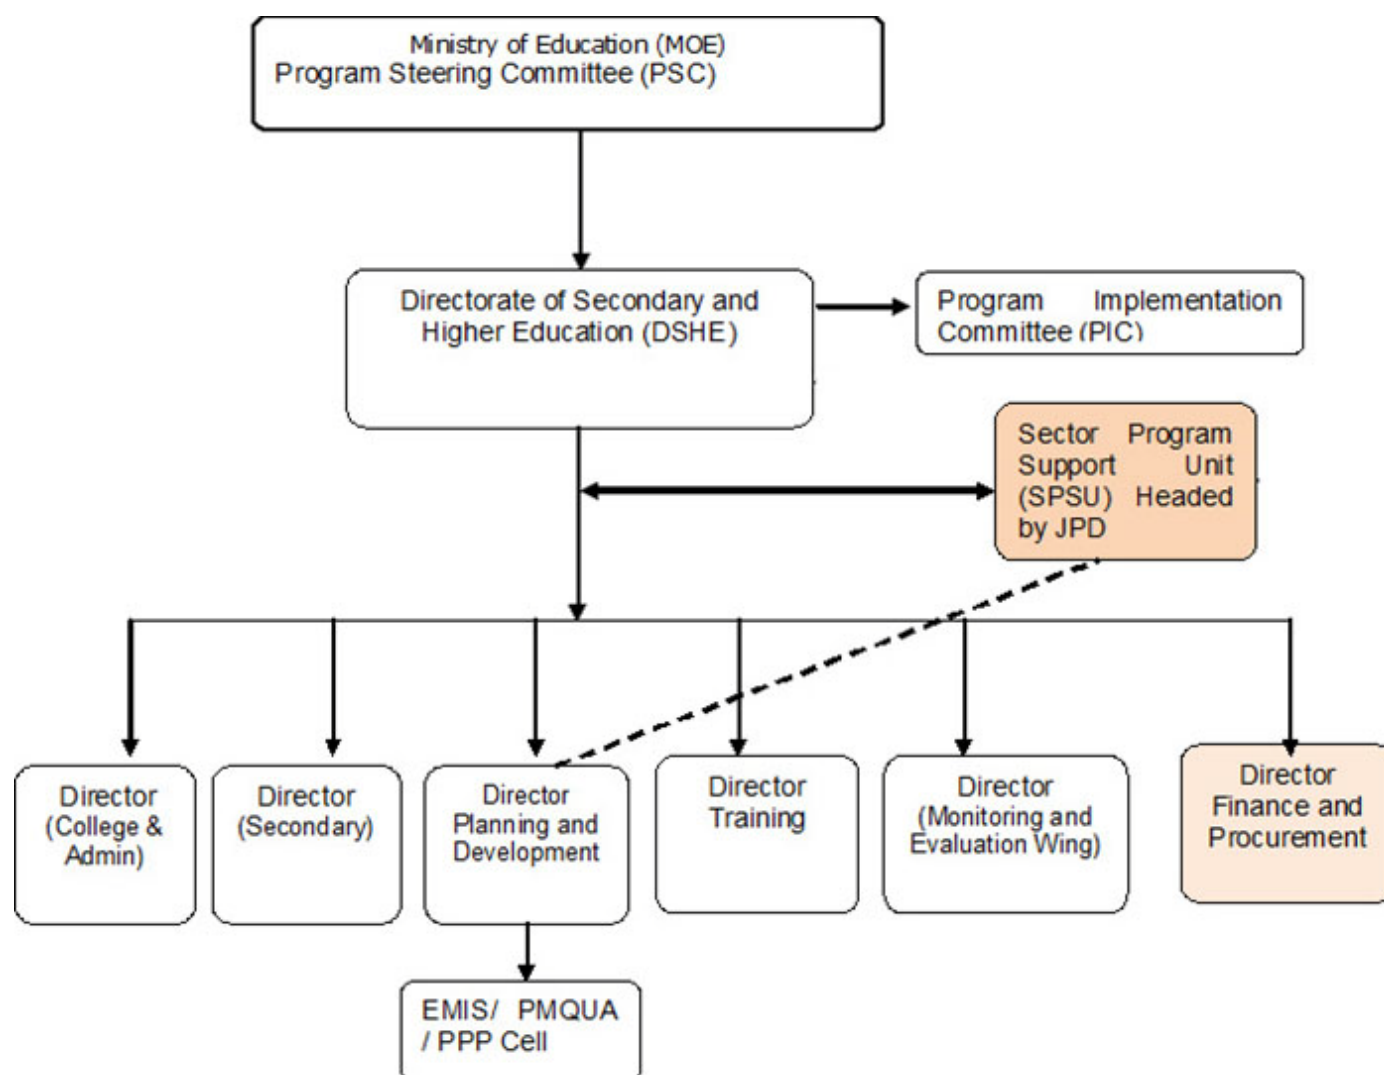 Ministry of Education (MOE)
Program Steering Committee (PSC)
Directorate of Secondary and
Higher Education (DSHE)
Program Implementation
Committee (PIC)
Sector Program
Support Unit
(SPSU) Headed
by JPD
Director
(College &
Admin)
Director
(Secondary)
Director
Planning and
Development
Director
Training
Director
(Monitoring and
Evaluation Wing)
Director
Finance and
Procurement
EMIS/ PMQUA
/ PPP Cell